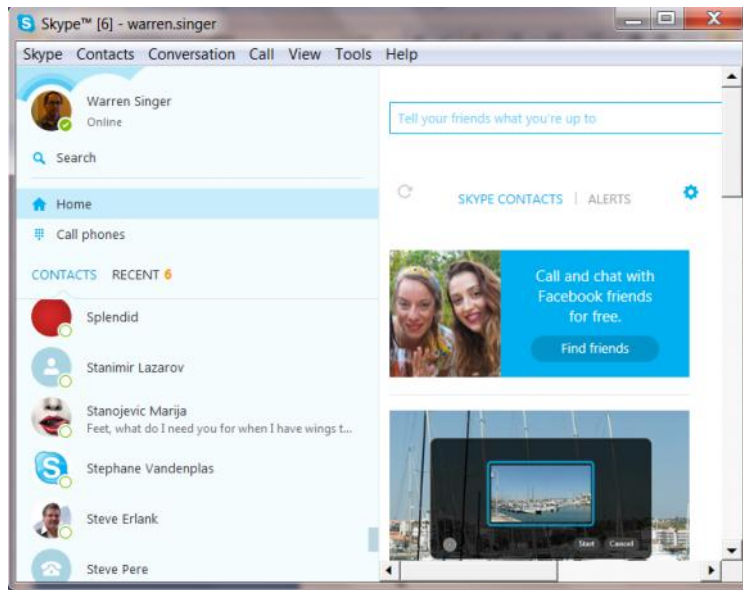 Skype™ [6] - warren.singer
Skype Contacts Conversation Call View Tools Help
Warren Singer
Online
Search
Home
Call phones
CONTACTS RECENT 6
Splendid
Stanimir Lazarov
Stanojevic Marija
Feet, what do I need you for when I have wings t...
Stephane Vandenplas
Steve Erlank
Steve Pere
Tell your friends what you're up to
SKYPE CONTACTS | ALERTS
Call and chat with
Facebook friends
for free.
Find friends
Start Cancel